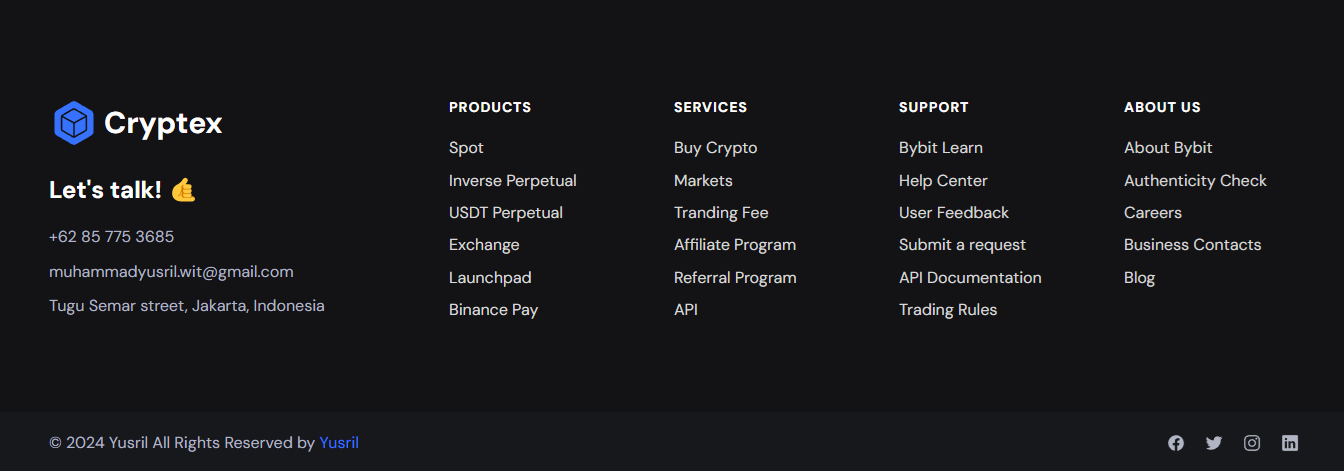 Cryptex
Let's talk! 🤙
+62 85 775 3685
muhammadyusril.wit@gmail.com
Tugu Semar street, Jakarta, Indonesia
PRODUCTS
Spot
Inverse Perpetual
USDT Perpetual
Exchange
Launchpad
Binance Pay
SERVICES
Buy Crypto
Markets
Tranding Fee
Affiliate Program
Referral Program
API
SUPPORT
Bybit Learn
Help Center
User Feedback
Submit a request
API Documentation
Trading Rules
ABOUT US
About Bybit
Authenticity Check
Careers
Business Contacts
Blog
© 2024 Yusril All Rights Reserved by Yusril